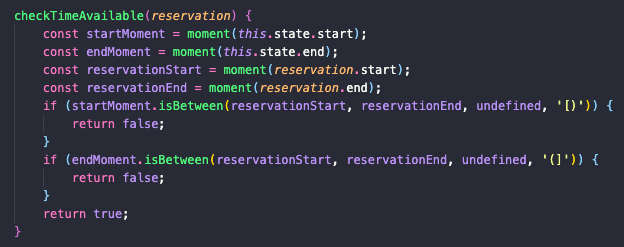 checkTimeAvailable(reservation) {
    const startMoment = moment(this.state.start);
    const endMoment = moment(this.state.end);
    const reservationStart = moment(reservation.start);
    const reservationEnd = moment(reservation.end);
    if (startMoment.isBetween(reservationStart, reservationEnd, undefined, '[)')) {
        return false;
    }
    if (endMoment.isBetween(reservationStart, reservationEnd, undefined, '(]')) {
        return false;
    }
    return true;
}